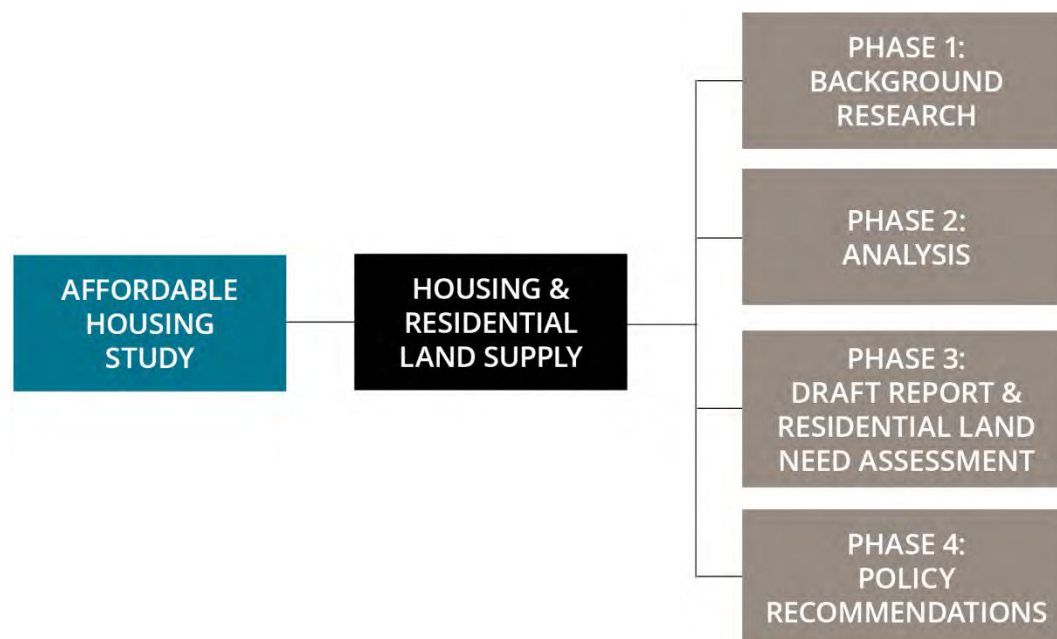 AFFORDABLE
HOUSING
STUDY
HOUSING &
RESIDENTIAL
LAND SUPPLY
PHASE 1:
BACKGROUND
RESEARCH
PHASE 2:
ANALYSIS
PHASE 3:
DRAFT REPORT &
RESIDENTIAL LAND
NEED ASSESSMENT
PHASE 4:
POLICY
RECOMMENDATIONS